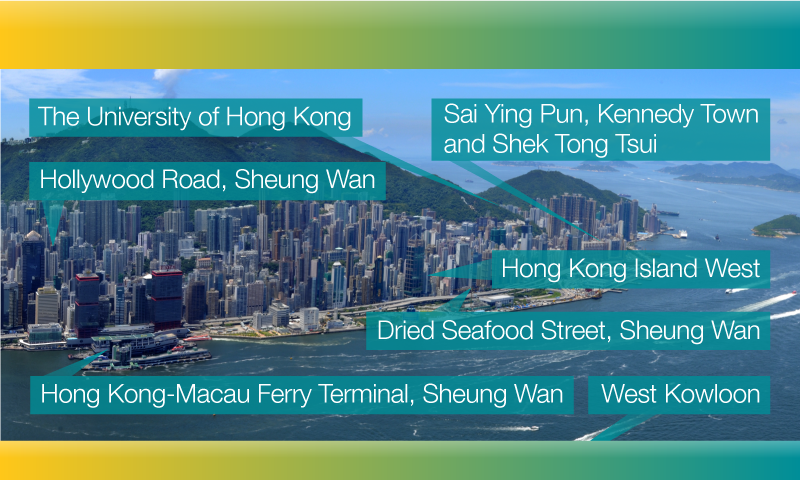 The University of Hong Kong
Sai Ying Pun, Kennedy Town
and Shek Tong Tsui
Hollywood Road, Sheung Wan
Hong Kong Island West
Dried Seafood Street, Sheung Wan
Hong Kong-Macau Ferry Terminal, Sheung Wan
West Kowloon